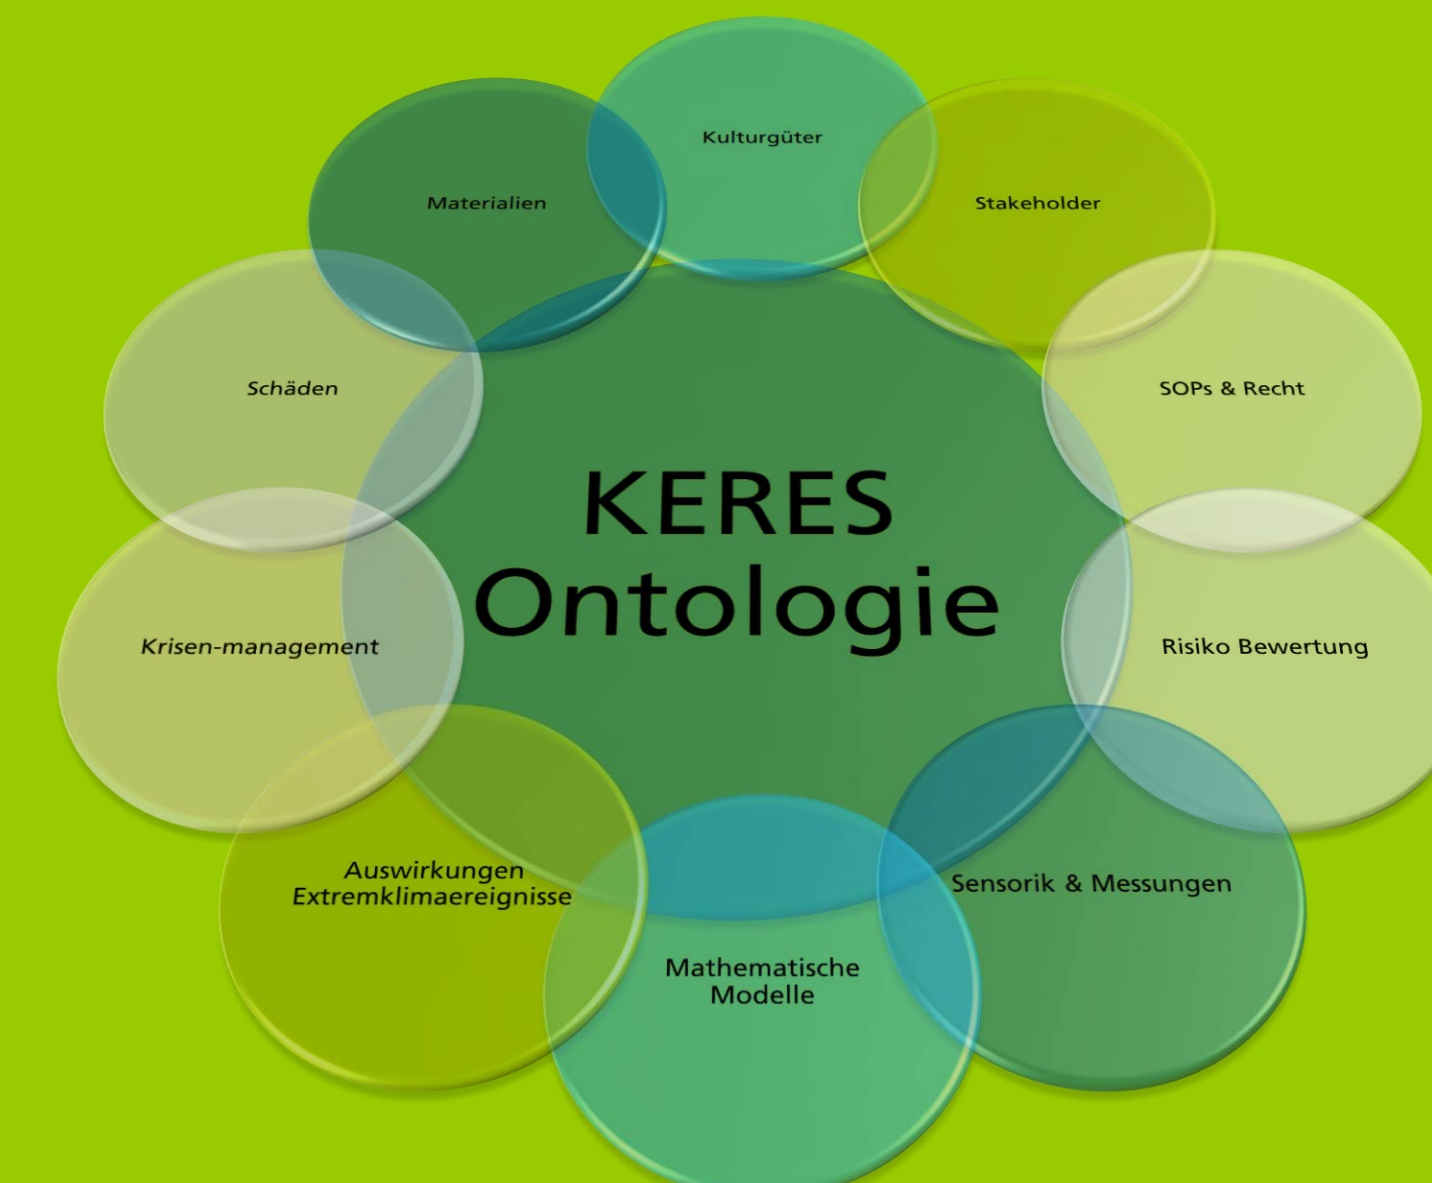 Kulturgüter
Materialien
Stakeholder
Schäden
SOPs & Recht
KERES
Ontologie
Krisen-management
Risiko Bewertung
Auswirkungen
Extremklimaereignisse
Sensorik & Messungen
Mathematische
Modelle